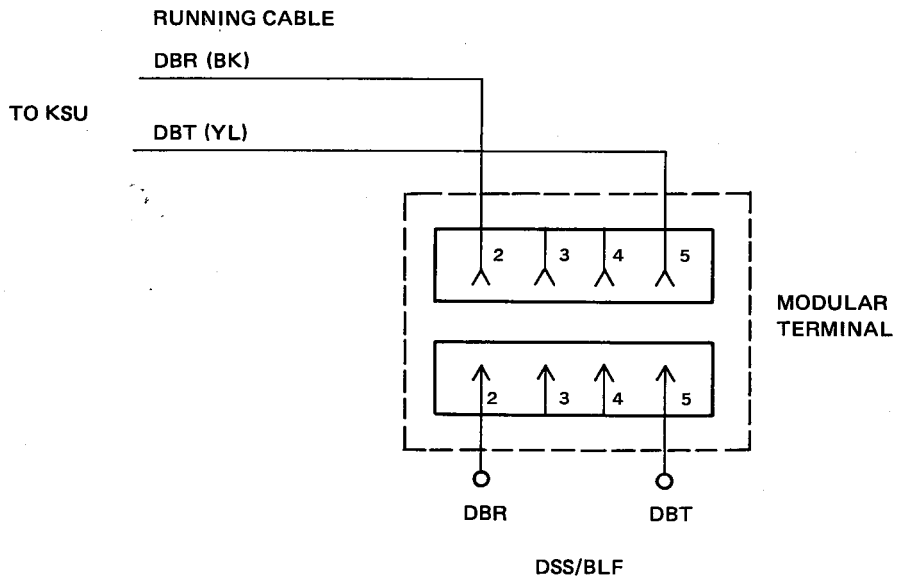 RUNNING CABLE
DBR (BK)
TO KSU
DBT (YL)
2 3 4 5
MODULAR
TERMINAL
2 3 4 5
DBR DBT
DSS/BLF